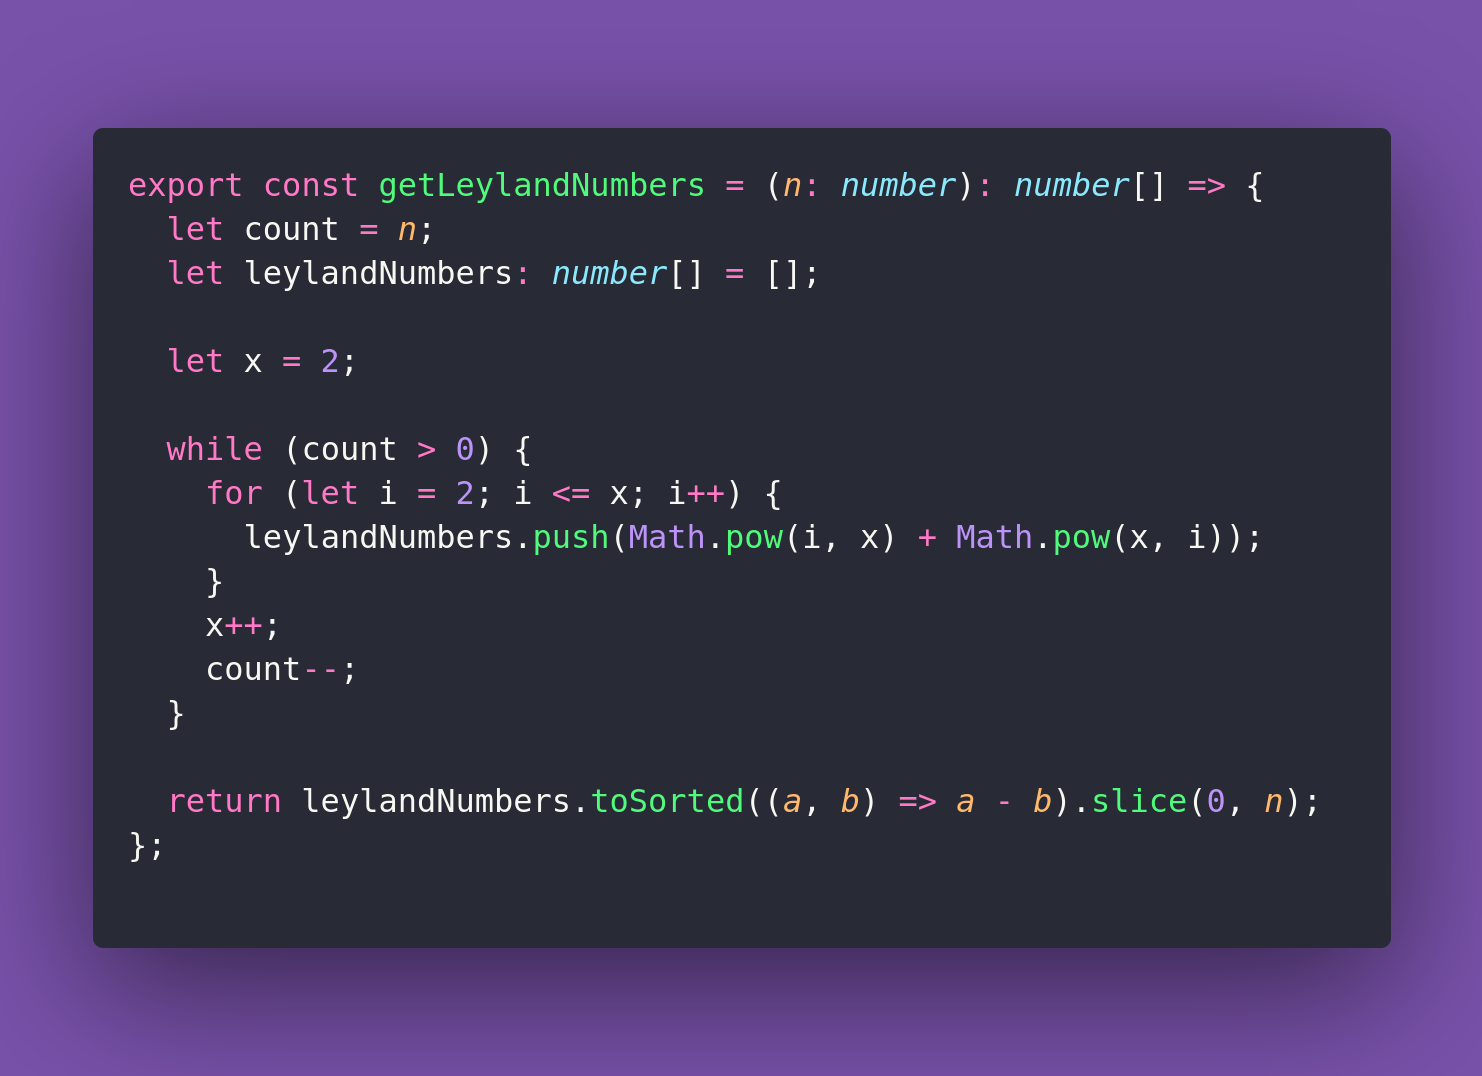 export const getLeylandNumbers = (n: number): number[] => {
  let count = n;
  let leylandNumbers: number[] = [];

  let x = 2;

  while (count > 0) {
    for (let i = 2; i <= x; i++) {
      leylandNumbers.push(Math.pow(i, x) + Math.pow(x, i));
    }
    x++;
    count--;
  }

  return leylandNumbers.toSorted((a, b) => a - b).slice(0, n);
};